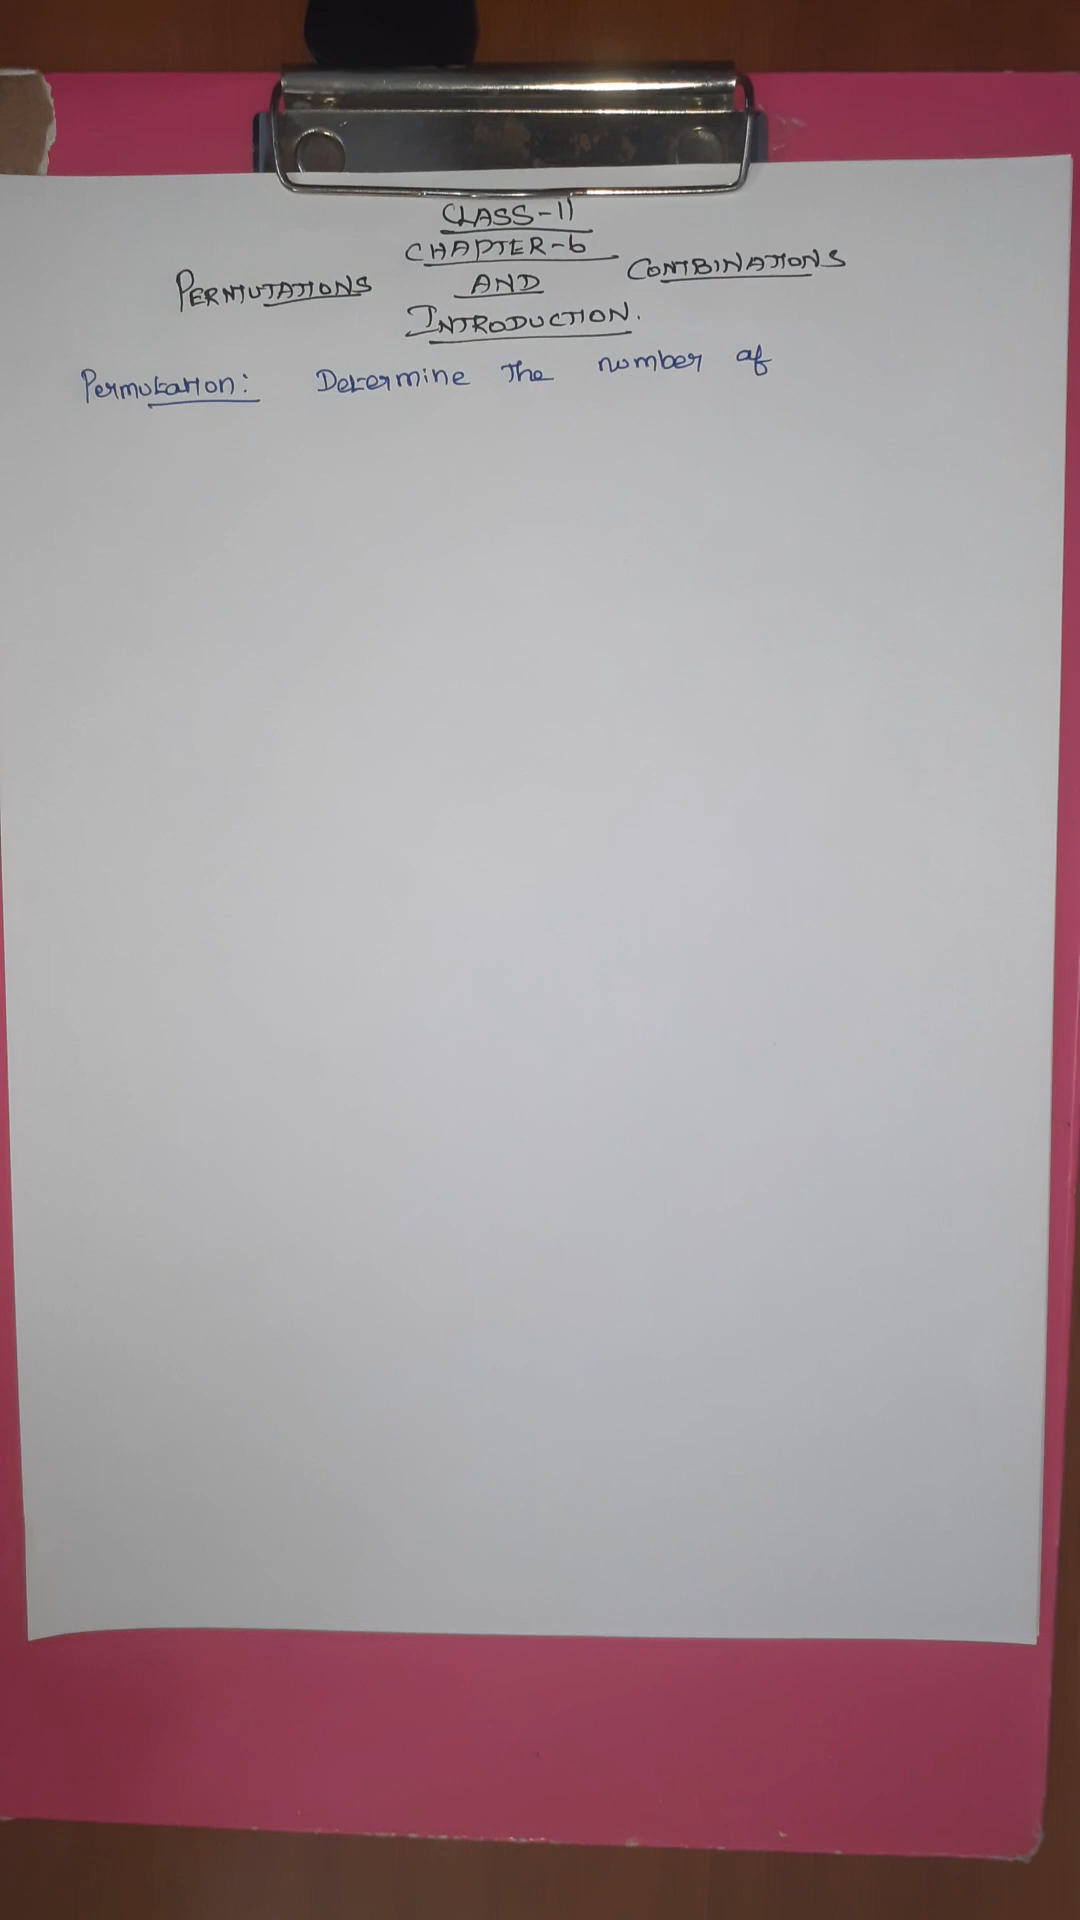 CLASS-11
CHAPTER-6
PERMUTATIONS AND COMBINATIONS
INTRODUCTION.
Permutation: Determine The number of